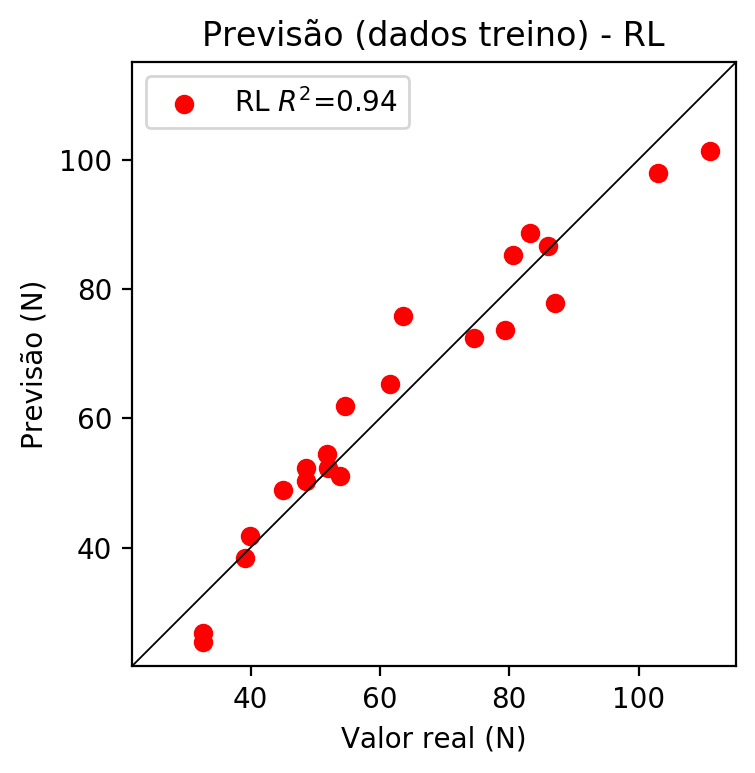 Previsão (dados treino) - RL
RL R²=0.94
100
80
60
40
Previsão (N)
40 60 80 100
Valor real (N)